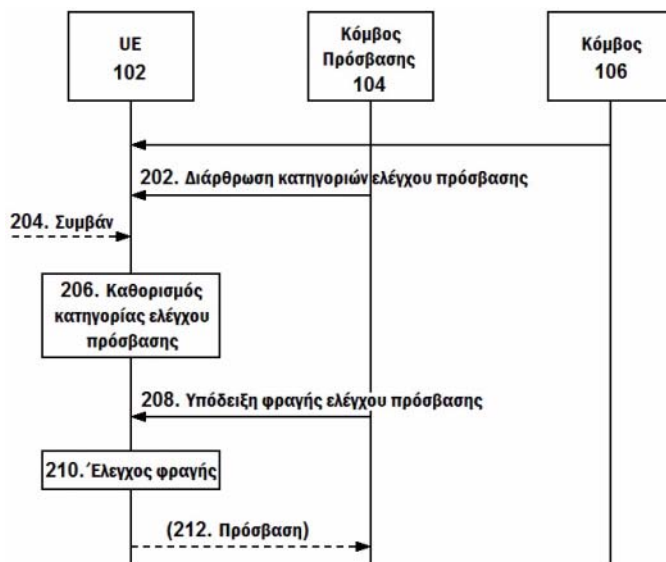 UE
102
Κόμβος
Πρόσβασης
104
Κόμβος
106
202. Διάρθρωση κατηγοριών ελέγχου πρόσβασης
204. Συμβάν
206. Καθορισμός
κατηγορίας ελέγχου
πρόσβασης
208. Υπόδειξη φραγής ελέγχου πρόσβασης
210. Έλεγχος φραγής
(212. Πρόσβαση)